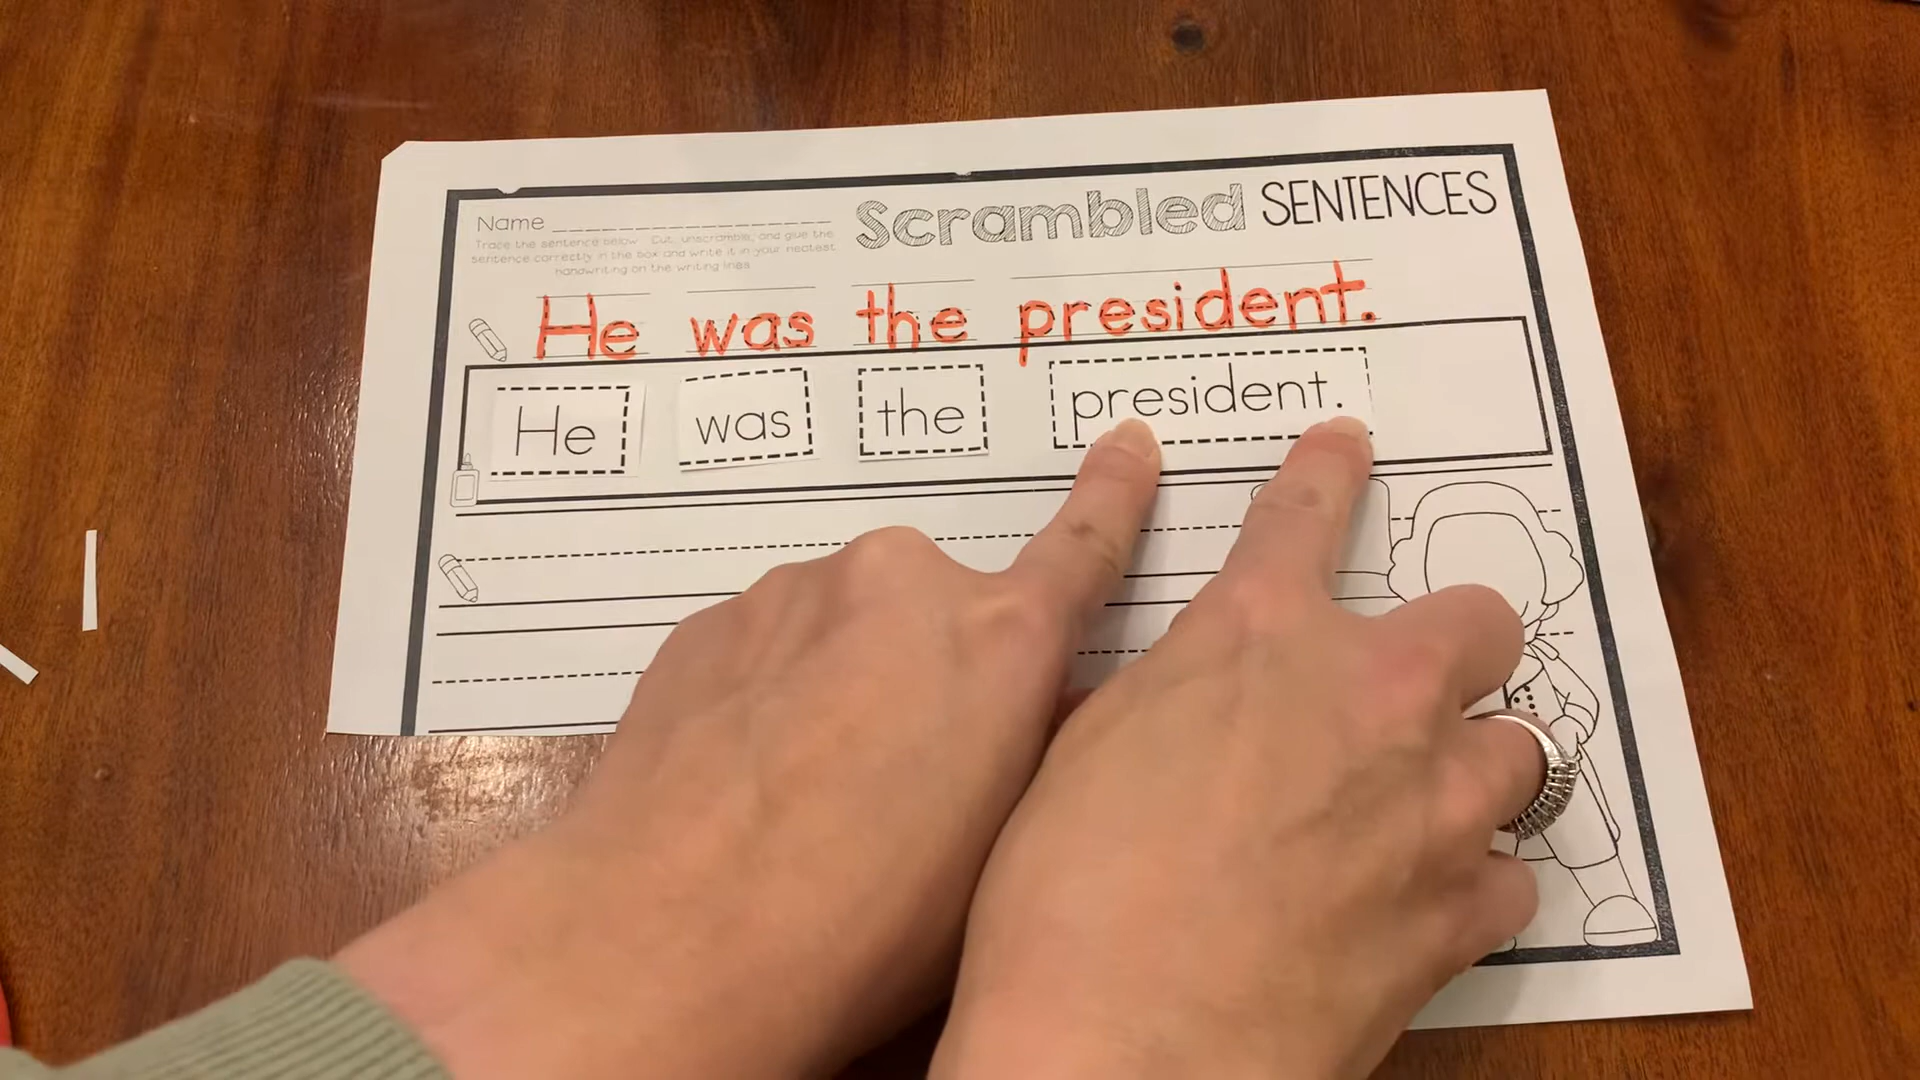 Name
Scrambled SENTENCES
Trace the sentence below. Cut, unscramble, and glue the
sentence correctly in the box and write it in your neatest
handwriting on the writing lines.
He was the president.
He was the president.